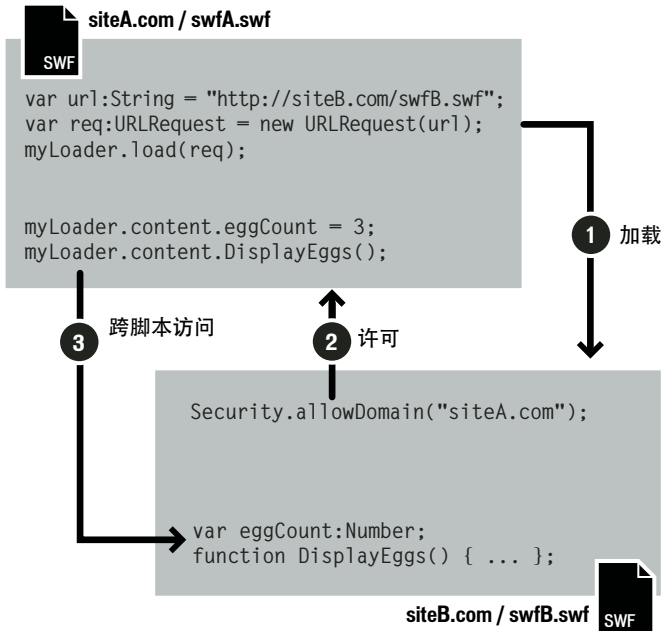 siteA.com / swfA.swf
SWF
var url:String = "http://siteB.com/swfB.swf";
var req:URLRequest = new URLRequest(url);
myLoader.load(req);
myLoader.content.eggCount = 3;
myLoader.content.DisplayEggs();
1 加载
3 跨脚本访问
2 许可
Security.allowDomain("siteA.com");
var eggCount:Number;
function DisplayEggs() { ... };
siteB.com / swfB.swf
SWF